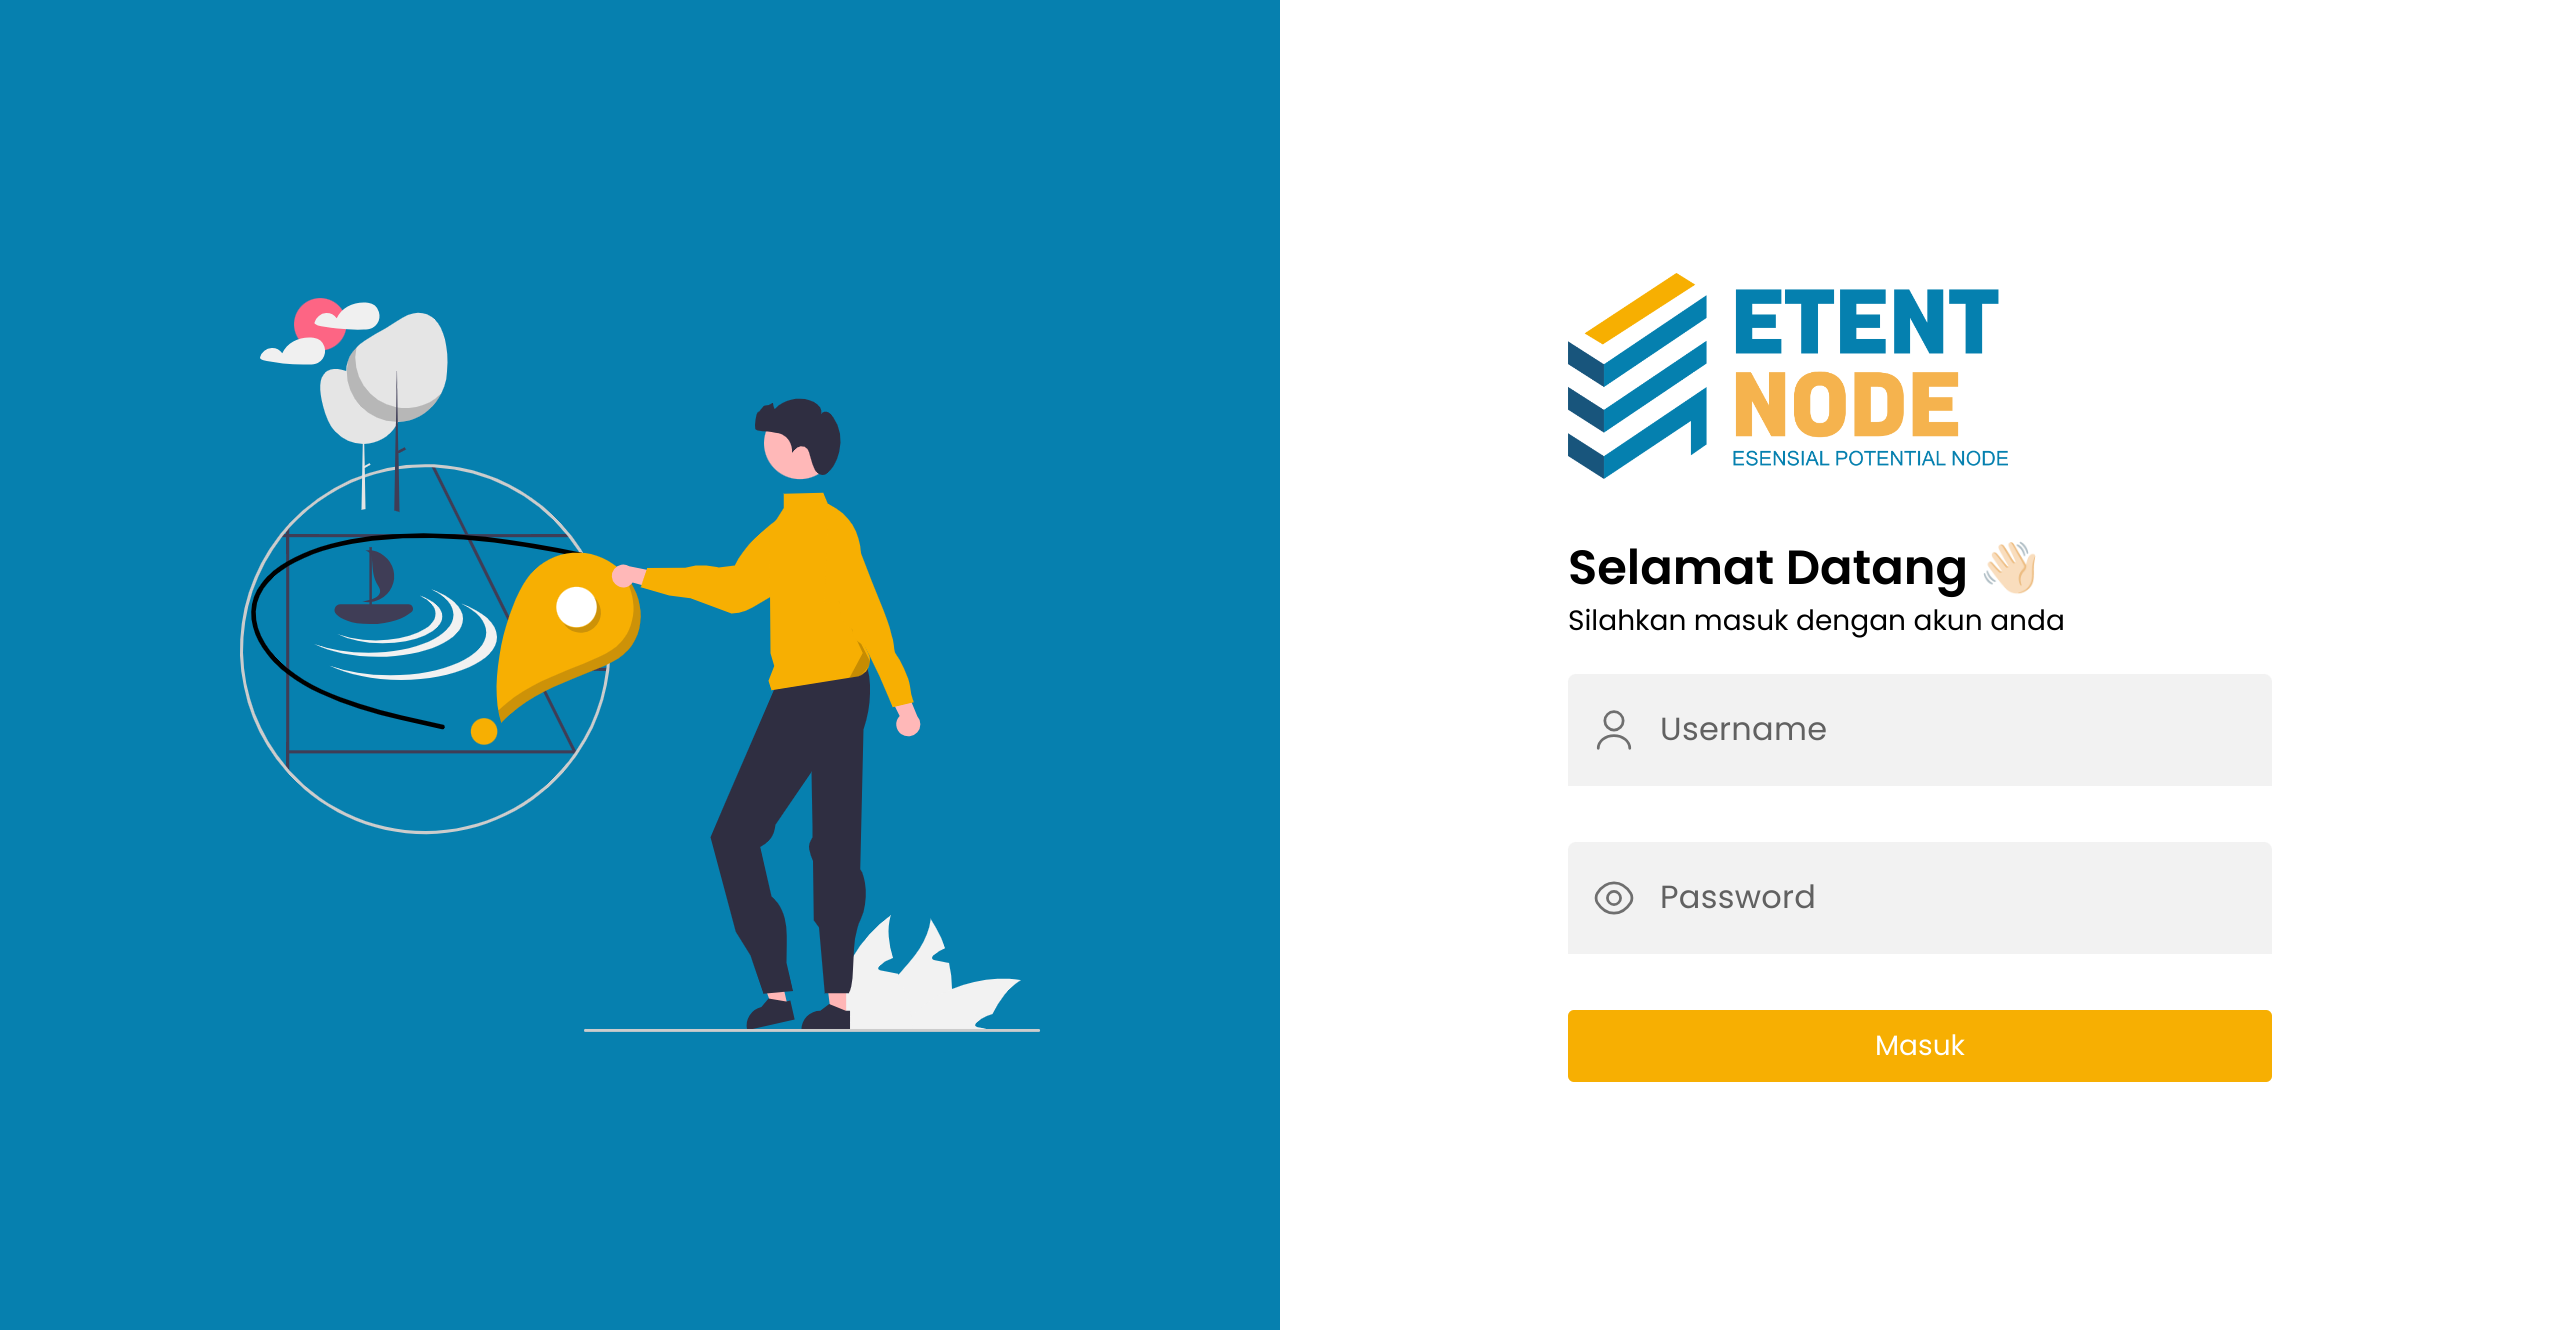 ETENT
NODE
ESENSIAL POTENTIAL NODE
Selamat Datang 👋🏻
Silahkan masuk dengan akun anda
Username
Password
Masuk